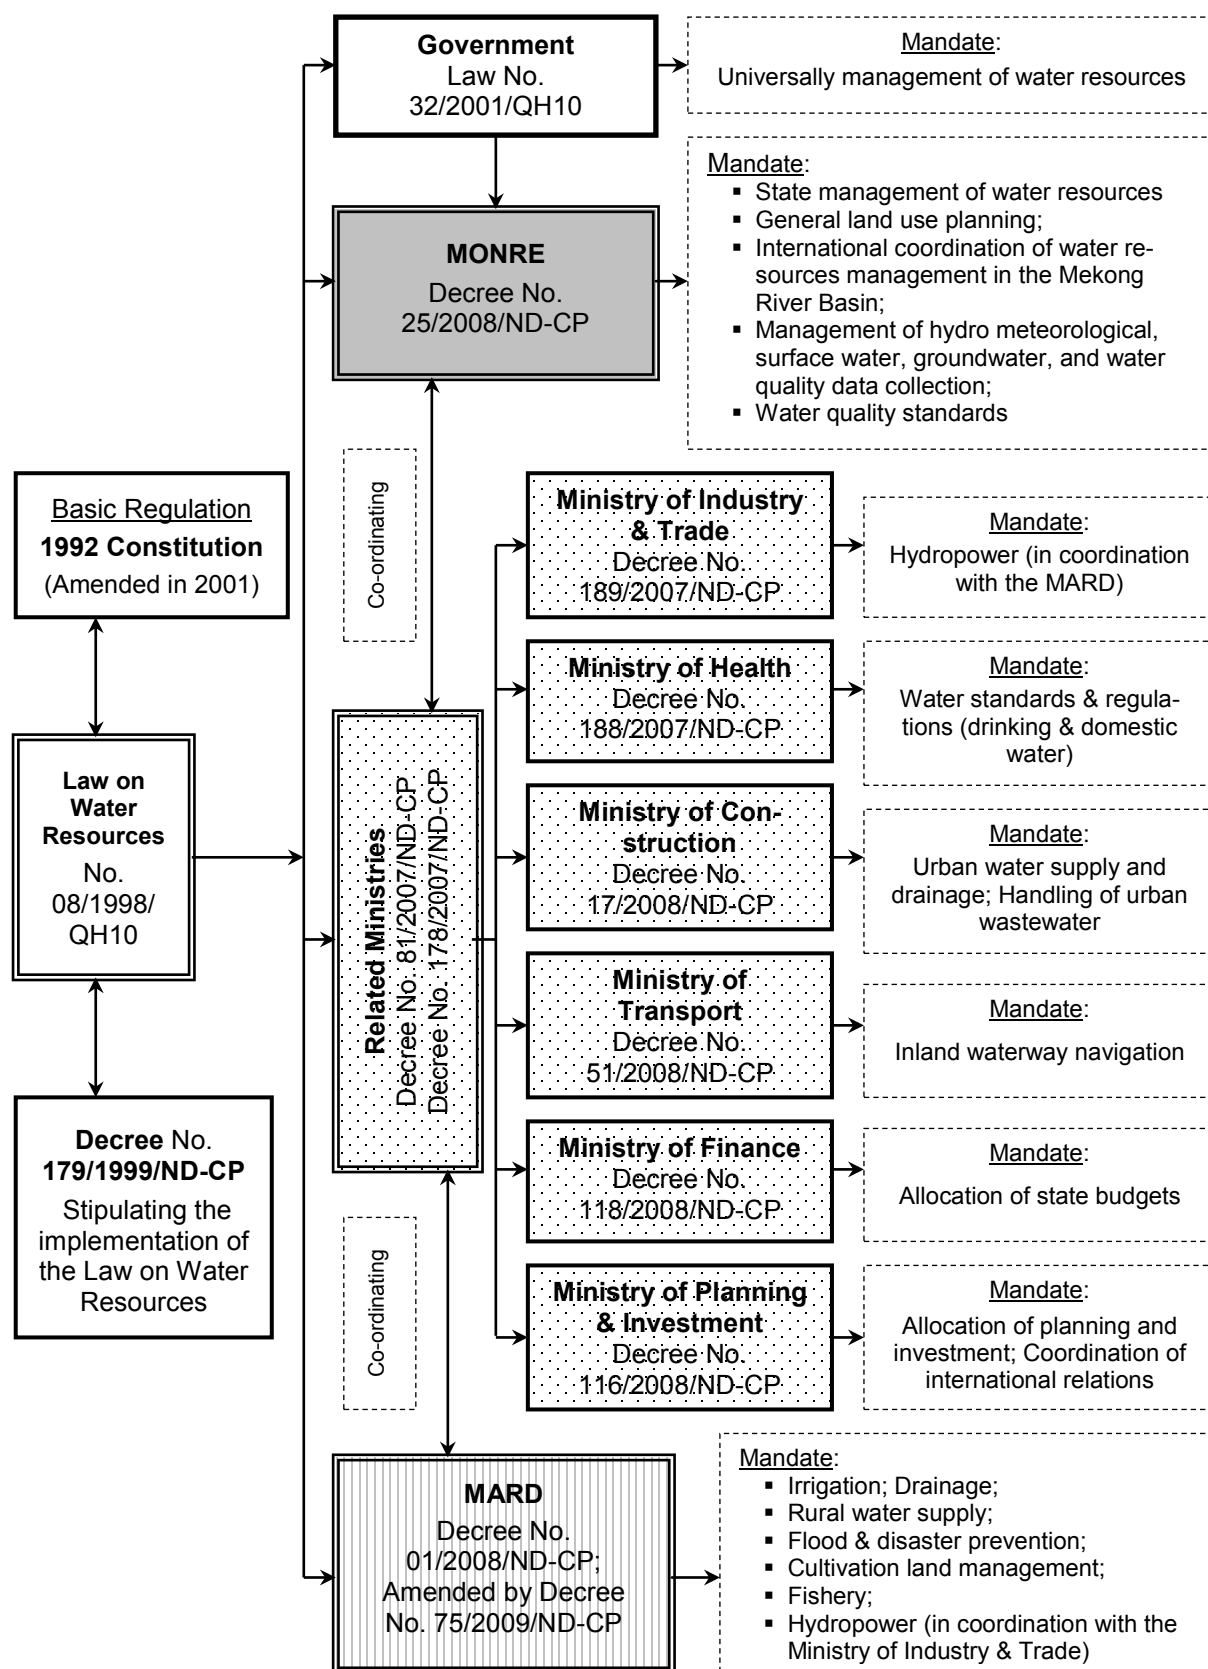 Government
Law No.
32/2001/QH10
Mandate:
Universally management of water resources
MONRE
Decree No.
25/2008/ND-CP
Mandate:
▪ State management of water resources
▪ General land use planning;
▪ International coordination of water re-
sources management in the Mekong
River Basin;
▪ Management of hydro meteorological,
surface water, groundwater, and water
quality data collection;
▪ Water quality standards
Co-ordinating
Basic Regulation
1992 Constitution
(Amended in 2001)
Law on
Water
Resources
No.
08/1998/
QH10
Decree No.
179/1999/ND-CP
Stipulating the
implementation of
the Law on Water
Resources
Related Ministries
Decree No. 81/2007/ND-CP
Decree No. 178/2007/ND-CP
Ministry of Industry
& Trade
Decree No.
189/2007/ND-CP
Mandate:
Hydropower (in coordination
with the MARD)
Ministry of Health
Decree No.
188/2007/ND-CP
Mandate:
Water standards & regula-
tions (drinking & domestic
water)
Ministry of Con-
struction
Decree No.
17/2008/ND-CP
Mandate:
Urban water supply and
drainage; Handling of urban
wastewater
Ministry of
Transport
Decree No.
51/2008/ND-CP
Mandate:
Inland waterway navigation
Ministry of Finance
Decree No.
118/2008/ND-CP
Mandate:
Allocation of state budgets
Ministry of Planning
& Investment
Decree No.
116/2008/ND-CP
Mandate:
Allocation of planning and
investment; Coordination of
international relations
Co-ordinating
MARD
Decree No.
01/2008/ND-CP;
Amended by Decree
No. 75/2009/ND-CP
Mandate:
▪ Irrigation; Drainage;
▪ Rural water supply;
▪ Flood & disaster prevention;
▪ Cultivation land management;
▪ Fishery;
▪ Hydropower (in coordination with the
Ministry of Industry & Trade)